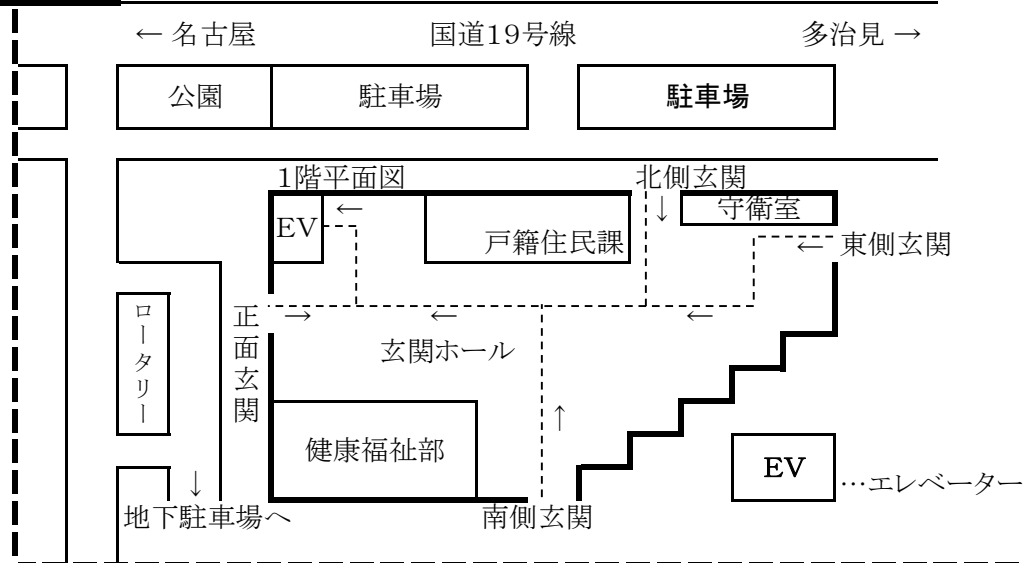 ← 名古屋 国道19号線 多治見 →
公園 駐車場 駐車場
1階平面図 北側玄関
← ↓ 守衛室
EV 戸籍住民課 ← 東側玄関
→ ← ←
正面玄関
ロータリー
玄関ホール
↑
健康福祉部
EV …エレベーター
↓
地下駐車場へ 南側玄関